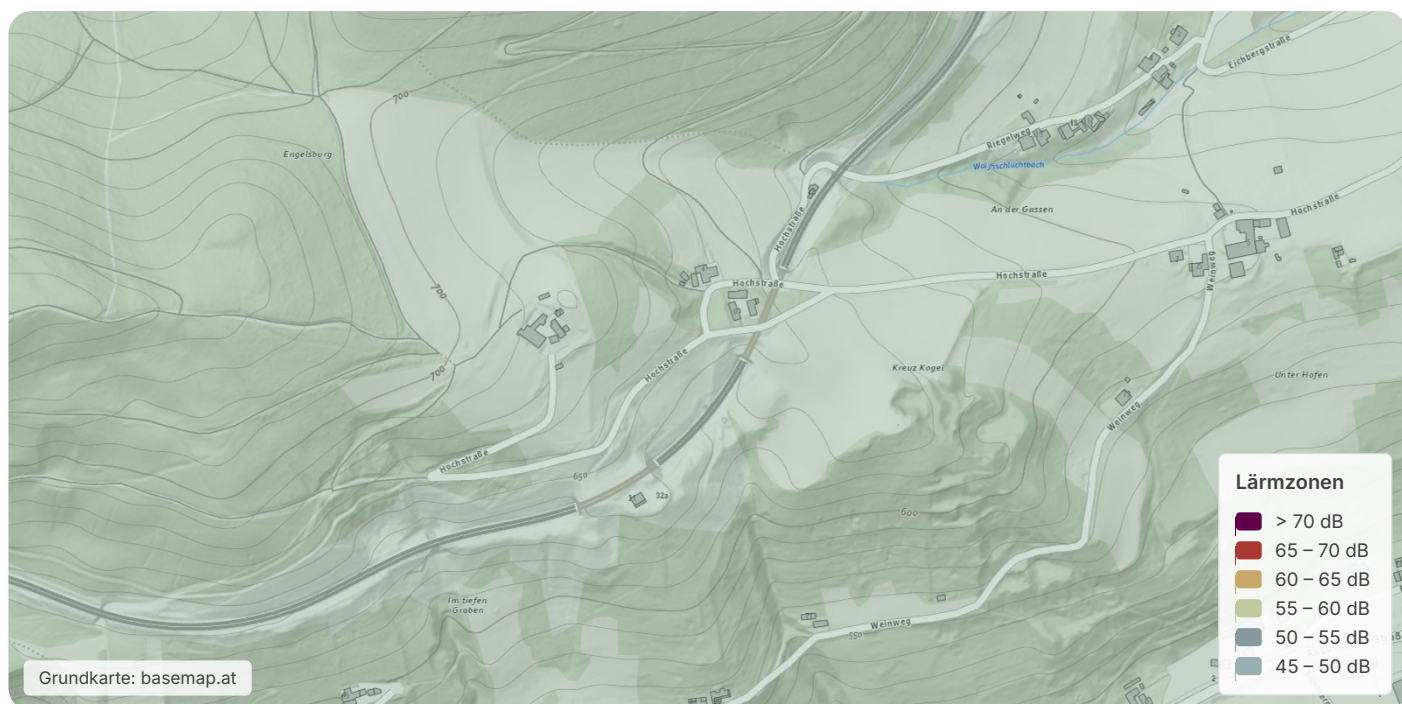 Eichbergstraße
700
Riegelweg
Engelsburg
Wolfsschluchtbach
An der Gassen
Hochstraße
Hochstraße
Hochstraße
Weinweg
Hochstraße
700
Hochstraße
Kreuz Kogel
Unter Höfen
700
Weinweg
Hochstraße
650
32a
600
Im tiefen
Graben
Weinweg
550
Lärmzonen
> 70 dB
65 – 70 dB
60 – 65 dB
55 – 60 dB
50 – 55 dB
45 – 50 dB
2
Grundkarte: basemap.at